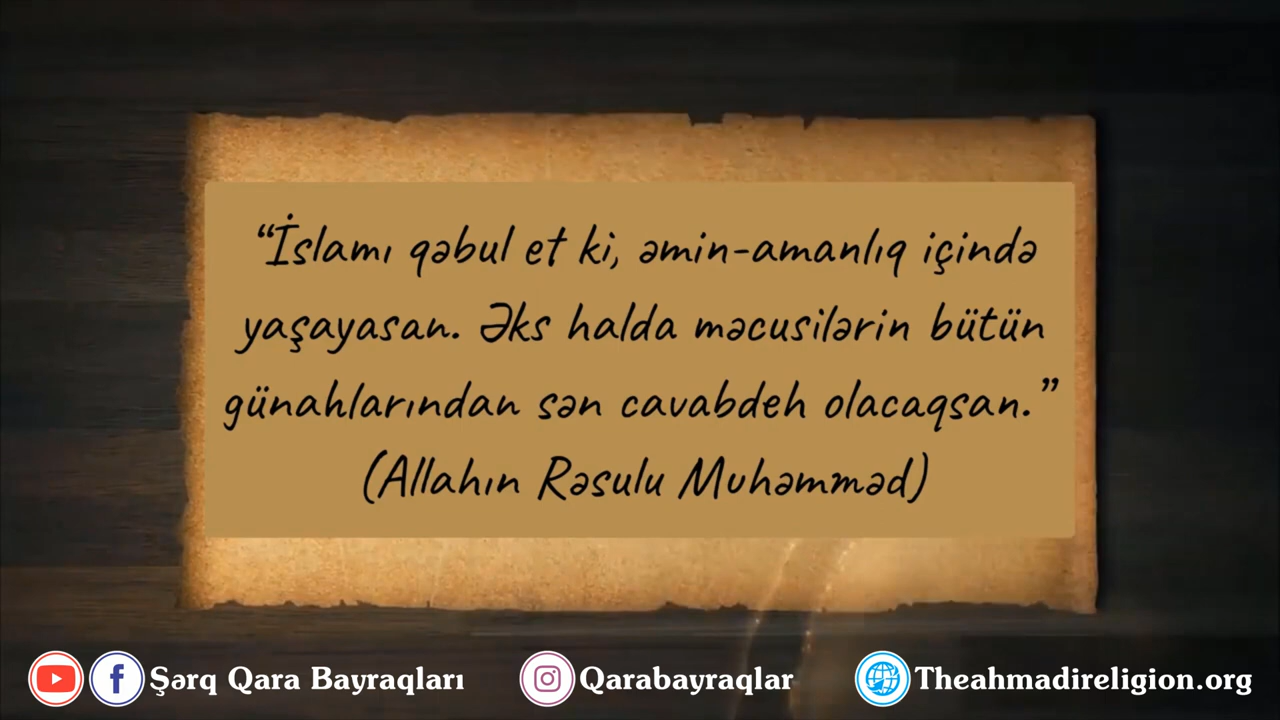 “İslamı qəbul et ki, əmin-amanlıq içində
yaşayasan. Əks halda məcusilərin bütün
günahlarından sən cavabdeh olacaqsan.”
(Allahın Rəsulu Muhəmməd)
Şərq Qara Bayraqları Qarabayraqlar Theahmadireligion.org